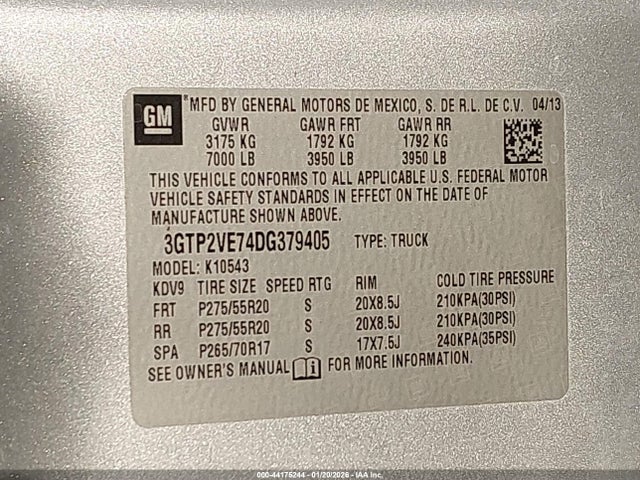 GM *MFD BY GENERAL MOTORS DE MEXICO, S. DE R.L. DE C.V. 04/13
GVWR GAWR FRT GAWR RR
3175 KG 1792 KG 1792 KG
7000 LB 3950 LB 3950 LB
THIS VEHICLE CONFORMS TO ALL APPLICABLE U.S. FEDERAL MOTOR
VEHICLE SAFETY STANDARDS IN EFFECT ON THE DATE OF
MANUFACTURE SHOWN ABOVE.
3GTP2VE74DG379405 TYPE: TRUCK
MODEL: K10543
KDV9 TIRE SIZE SPEED RTG RIM COLD TIRE PRESSURE
FRT P275/55R20 S 20X8.5J 210KPA(30PSI)
RR P275/55R20 S 20X8.5J 210KPA(30PSI)
SPA P265/70R17 S 17X7.5J 240KPA(35PSI)
SEE OWNER'S MANUAL i FOR MORE INFORMATION.
000-44175244 - 01/20/2026 - IAA Inc.